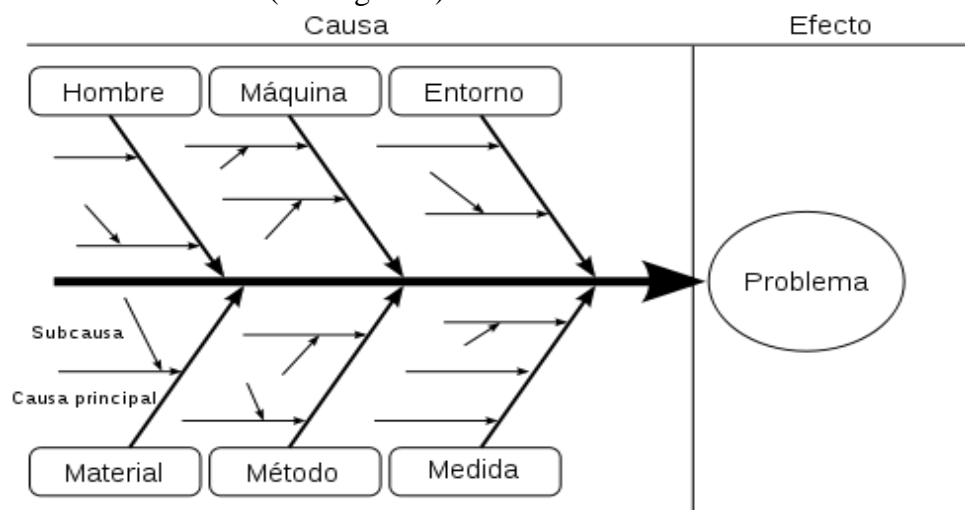 Causa
Efecto
Hombre
Máquina
Entorno
Problema
Subcausa
Causa principal
Material
Método
Medida